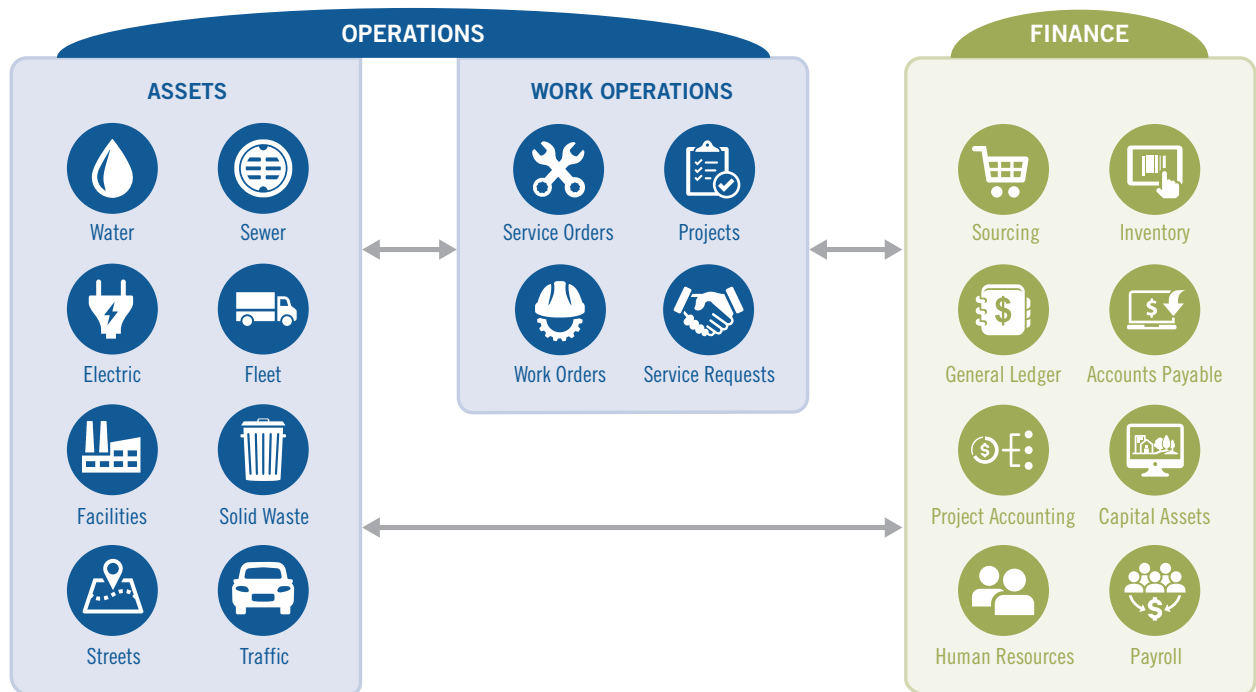 OPERATIONS
FINANCE
ASSETS
WORK OPERATIONS
Water
Sewer
Electric
Fleet
Facilities
Solid Waste
Streets
Traffic
Service Orders
Projects
Work Orders
Service Requests
Sourcing
Inventory
General Ledger
Accounts Payable
Project Accounting
Capital Assets
Human Resources
Payroll